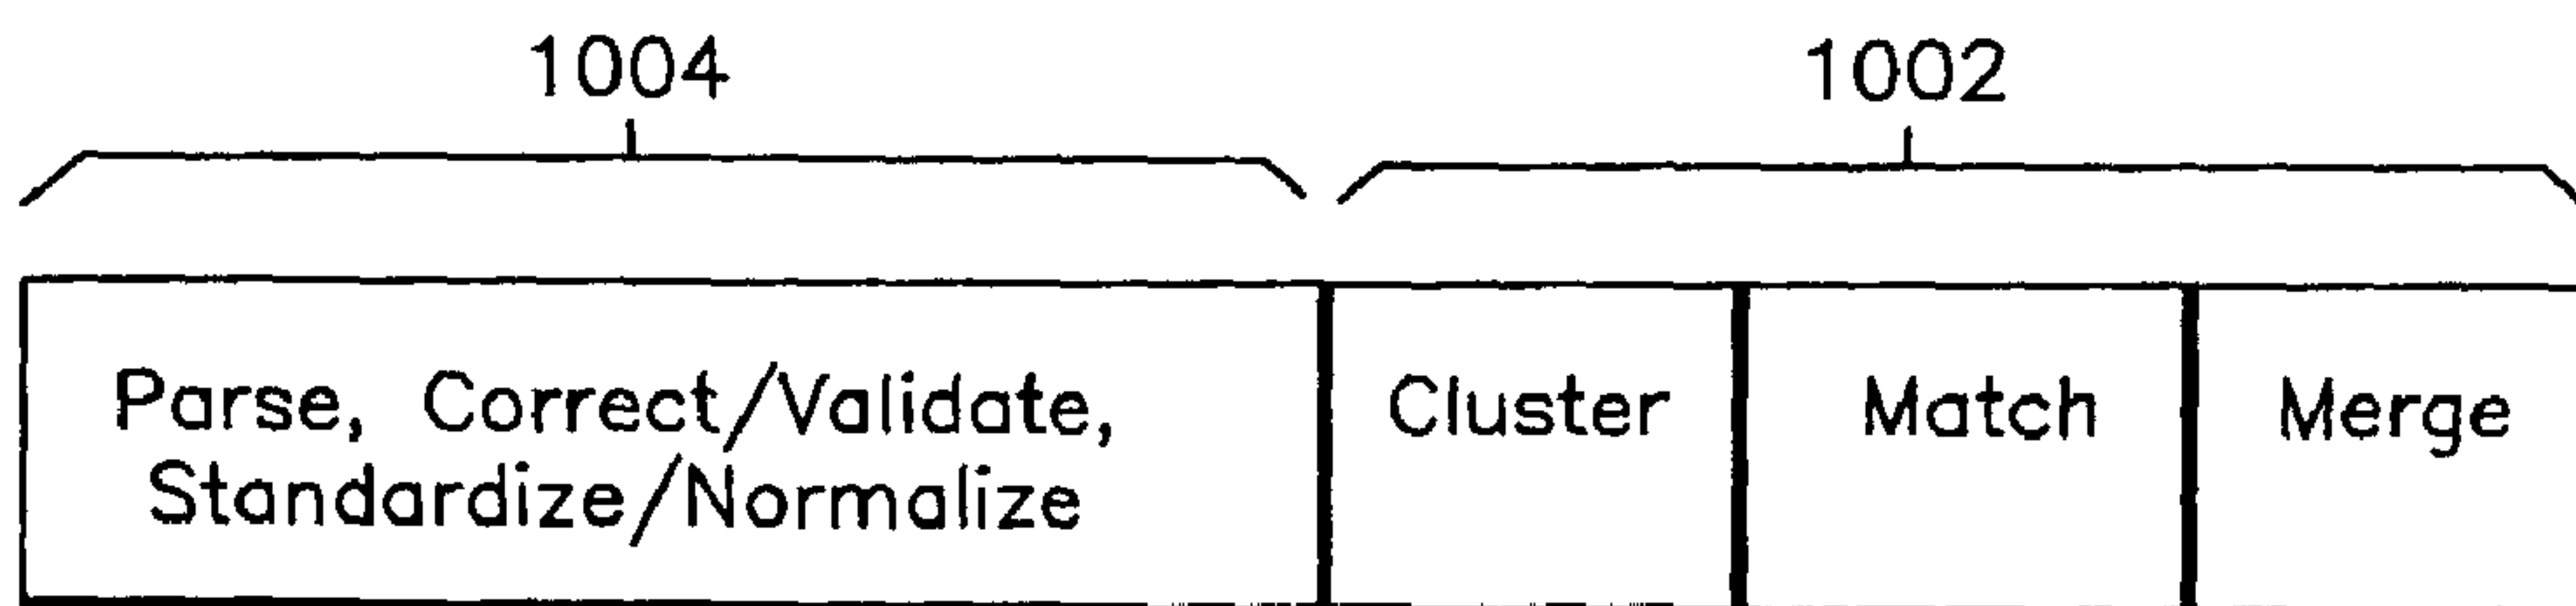 1004 1002
Parse, Correct/Validate,
Standardize/Normalize
Cluster
Match
Merge